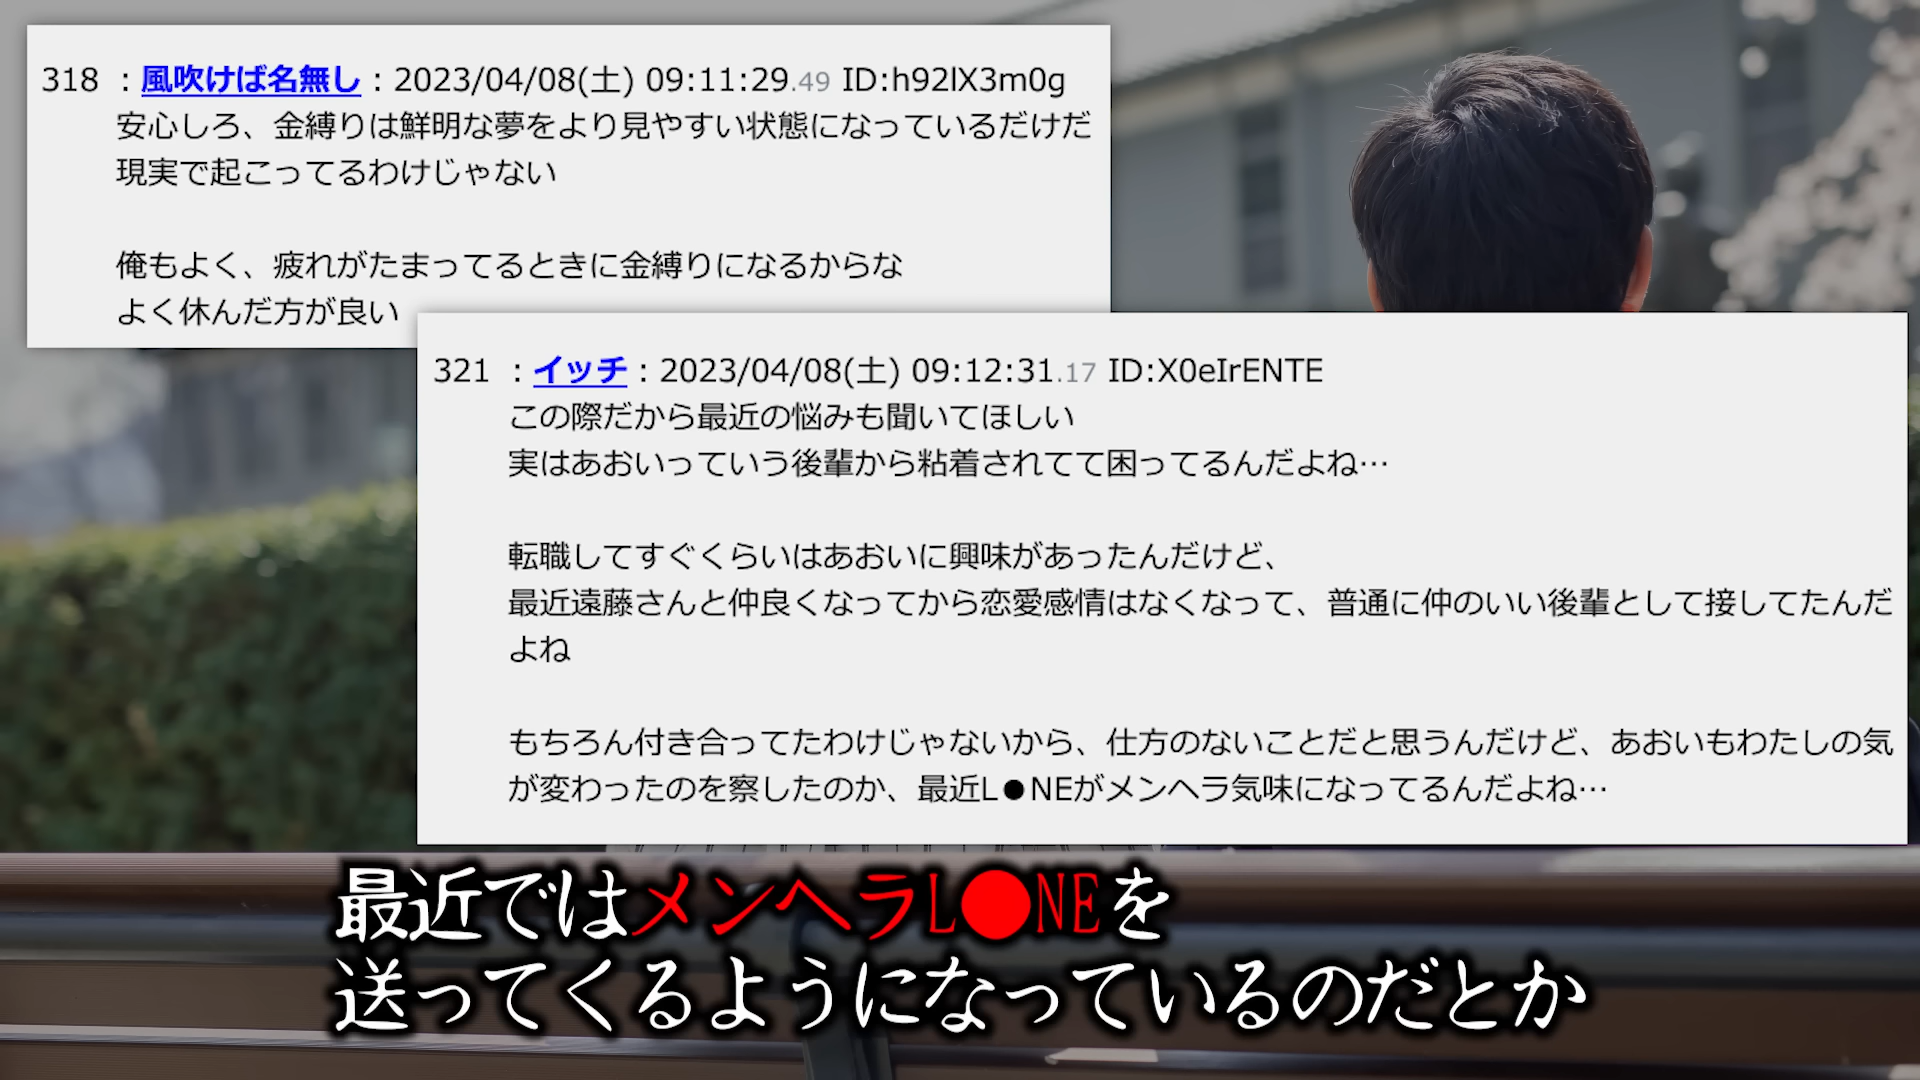 318 ：風吹けば名無し：2023/04/08(土) 09:11:29.49 ID:h92lX3m0g
安心しろ、金縛りは鮮明な夢をより見やすい状態になっているだけだ
現実で起こってるわけじゃない
俺もよく、疲れがたまってるときに金縛りになるからな
よく休んだ方が良い
321 ：イッチ：2023/04/08(土) 09:12:31.17 ID:X0eIrENTE
この際だから最近の悩みも聞いてほしい
実はあおいっていう後輩から粘着されてて困ってるんだよね…
転職してすぐくらいはあおいに興味があったんだけど、
最近遠藤さんと仲良くなってから恋愛感情はなくなって、普通に仲のいい後輩として接してたんだ
よね
もちろん付き合ってたわけじゃないから、仕方のないことだと思うんだけど、あおいもわたしの気
が変わったのを察したのか、最近L●NEがメンヘラ気味になってるんだよね…
最近ではメンヘラL●NEを
送ってくるようになっているのだとか